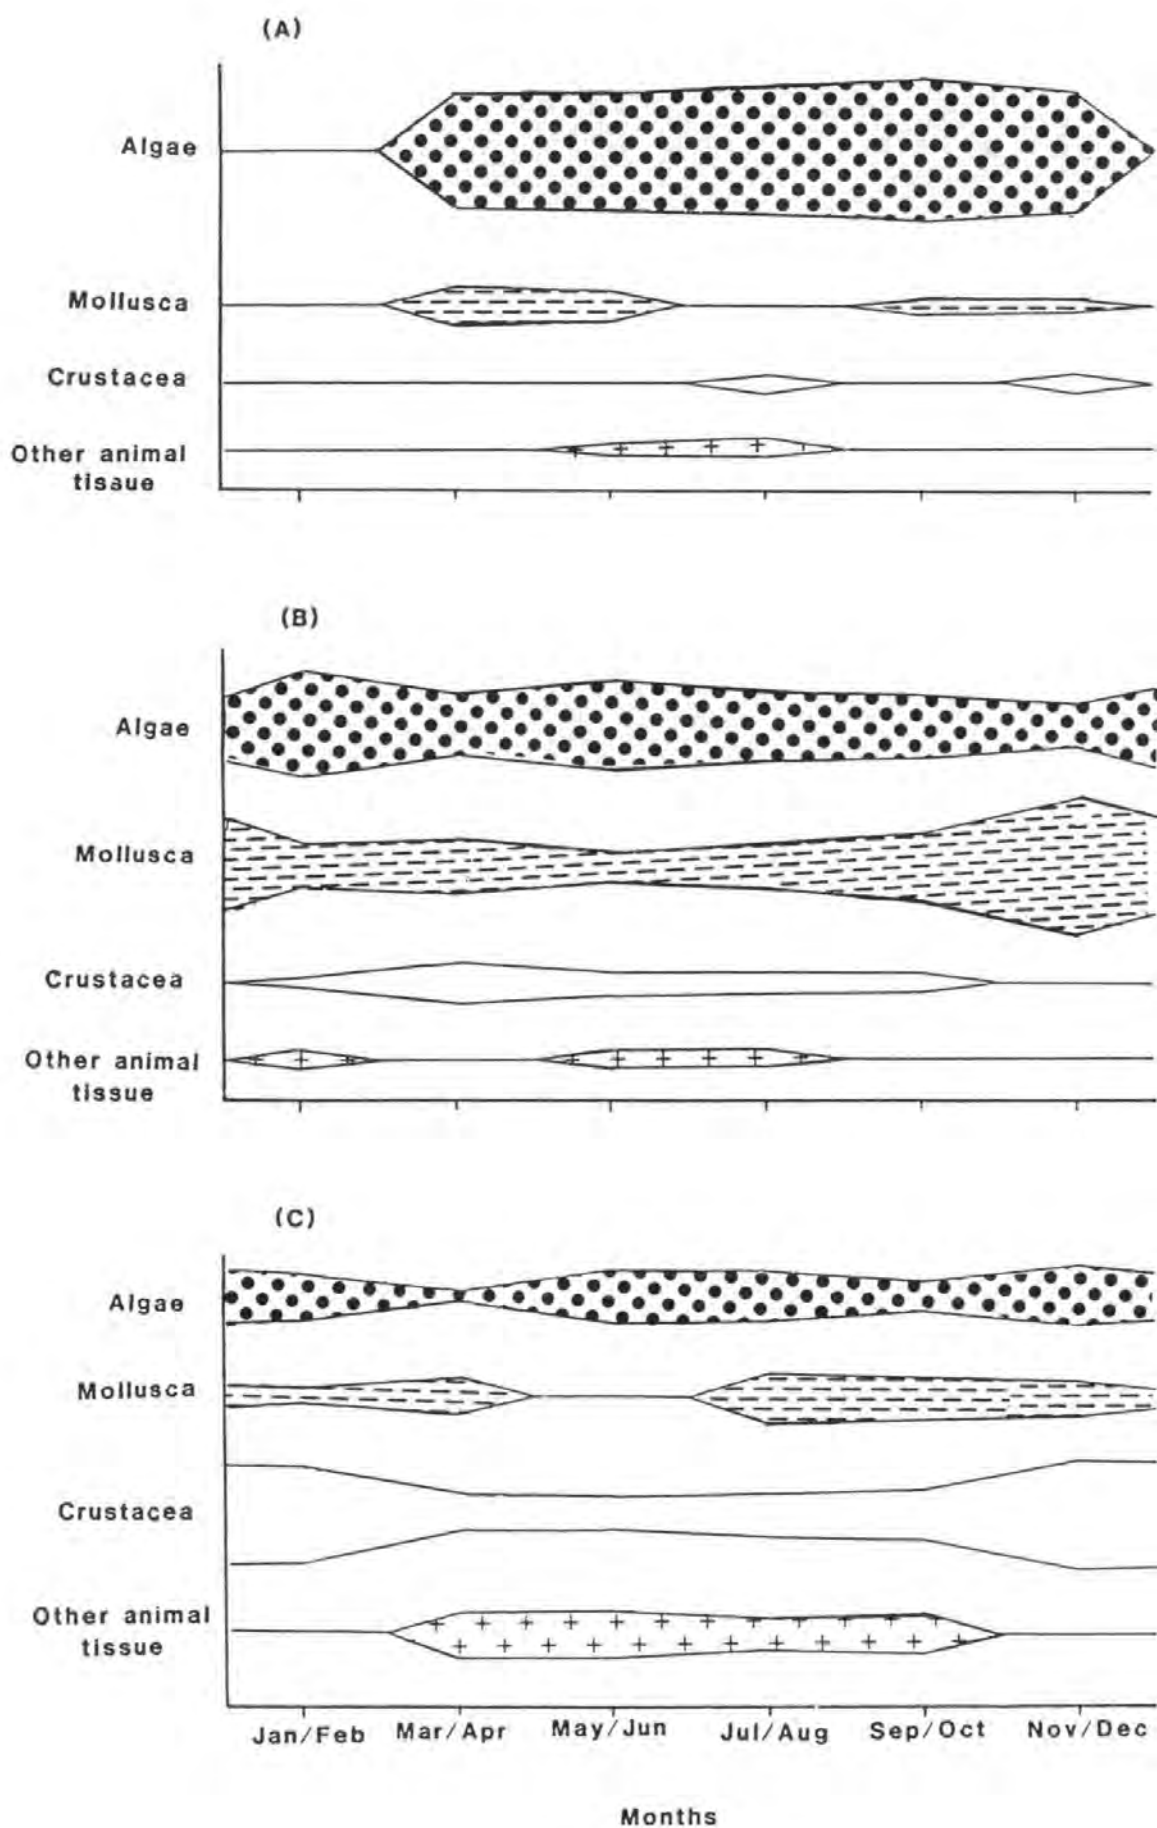 (A)
Algae
Mollusca
Crustacea
Other animal
tissue
(B)
Algae
Mollusca
Crustacea
Other animal
tissue
(C)
Algae
Mollusca
Crustacea
Other animal
tissue
Jan/Feb Mar/Apr May/Jun Jul/Aug Sep/Oct Nov/Dec
Months